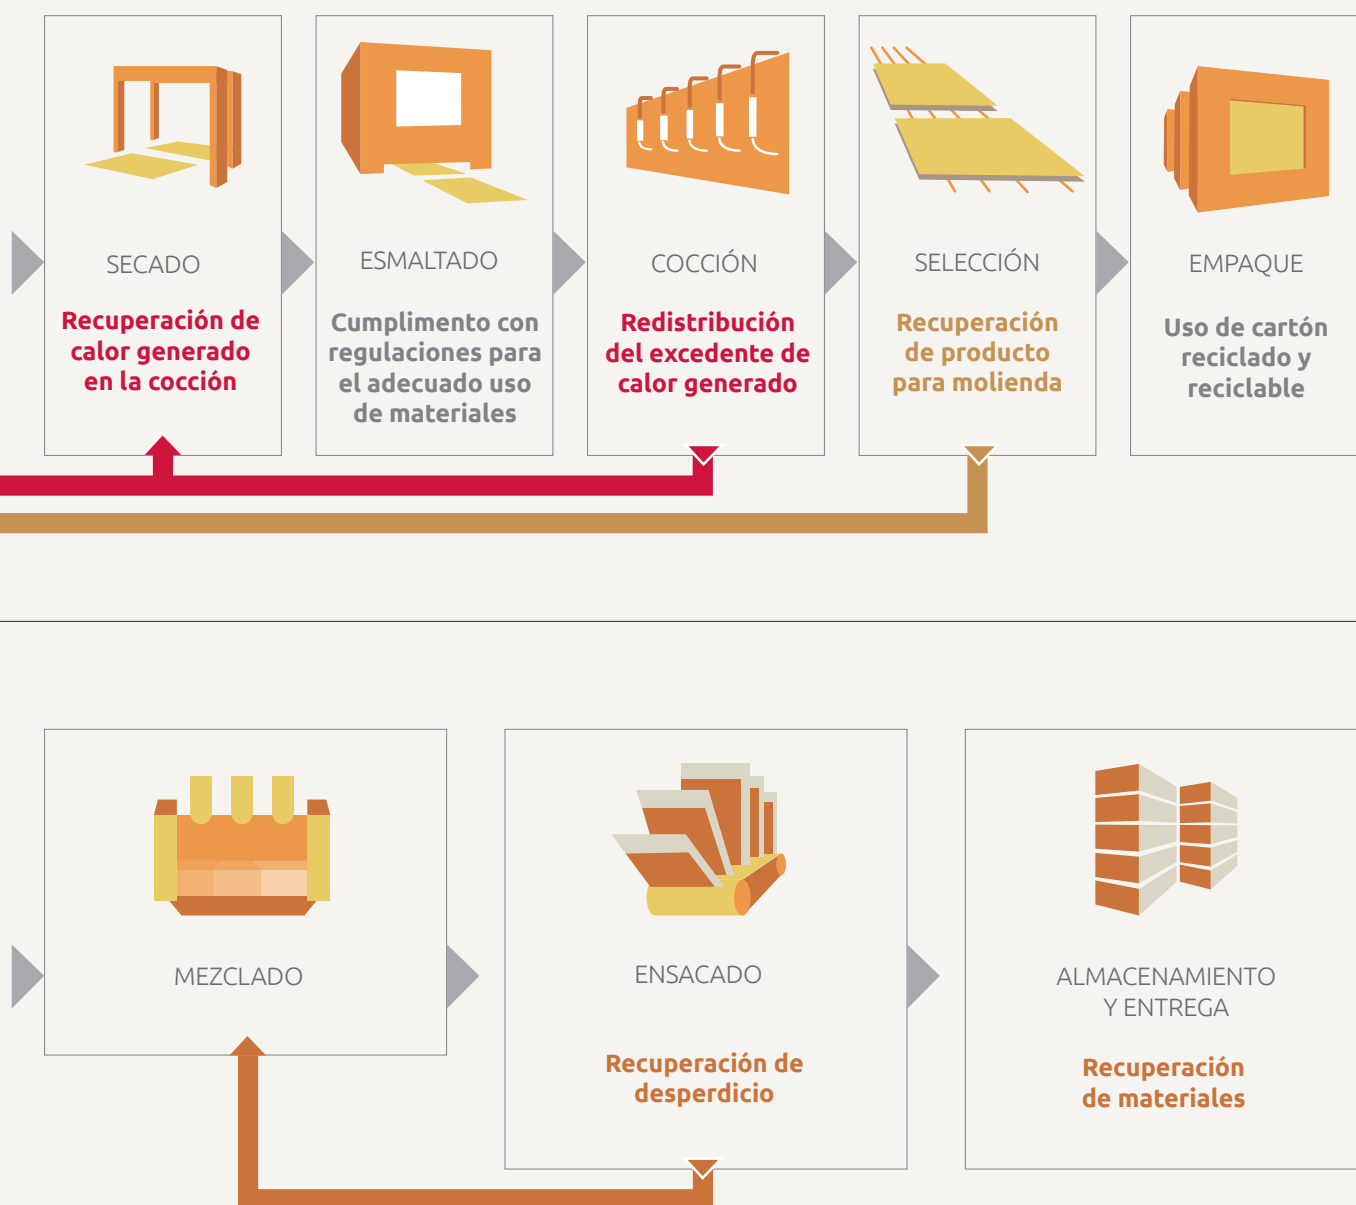 SECADO
Recuperación de
calor generado
en la cocción
ESMALTADO
Cumplimento con
regulaciones para
el adecuado uso
de materiales
COCCIÓN
Redistribución
del excedente de
calor generado
SELECCIÓN
Recuperación
de producto
para molienda
EMPAQUE
Uso de cartón
reciclado y
reciclable
MEZCLADO
ENSACADO
Recuperación de
desperdicio
ALMACENAMIENTO
Y ENTREGA
Recuperación
de materiales